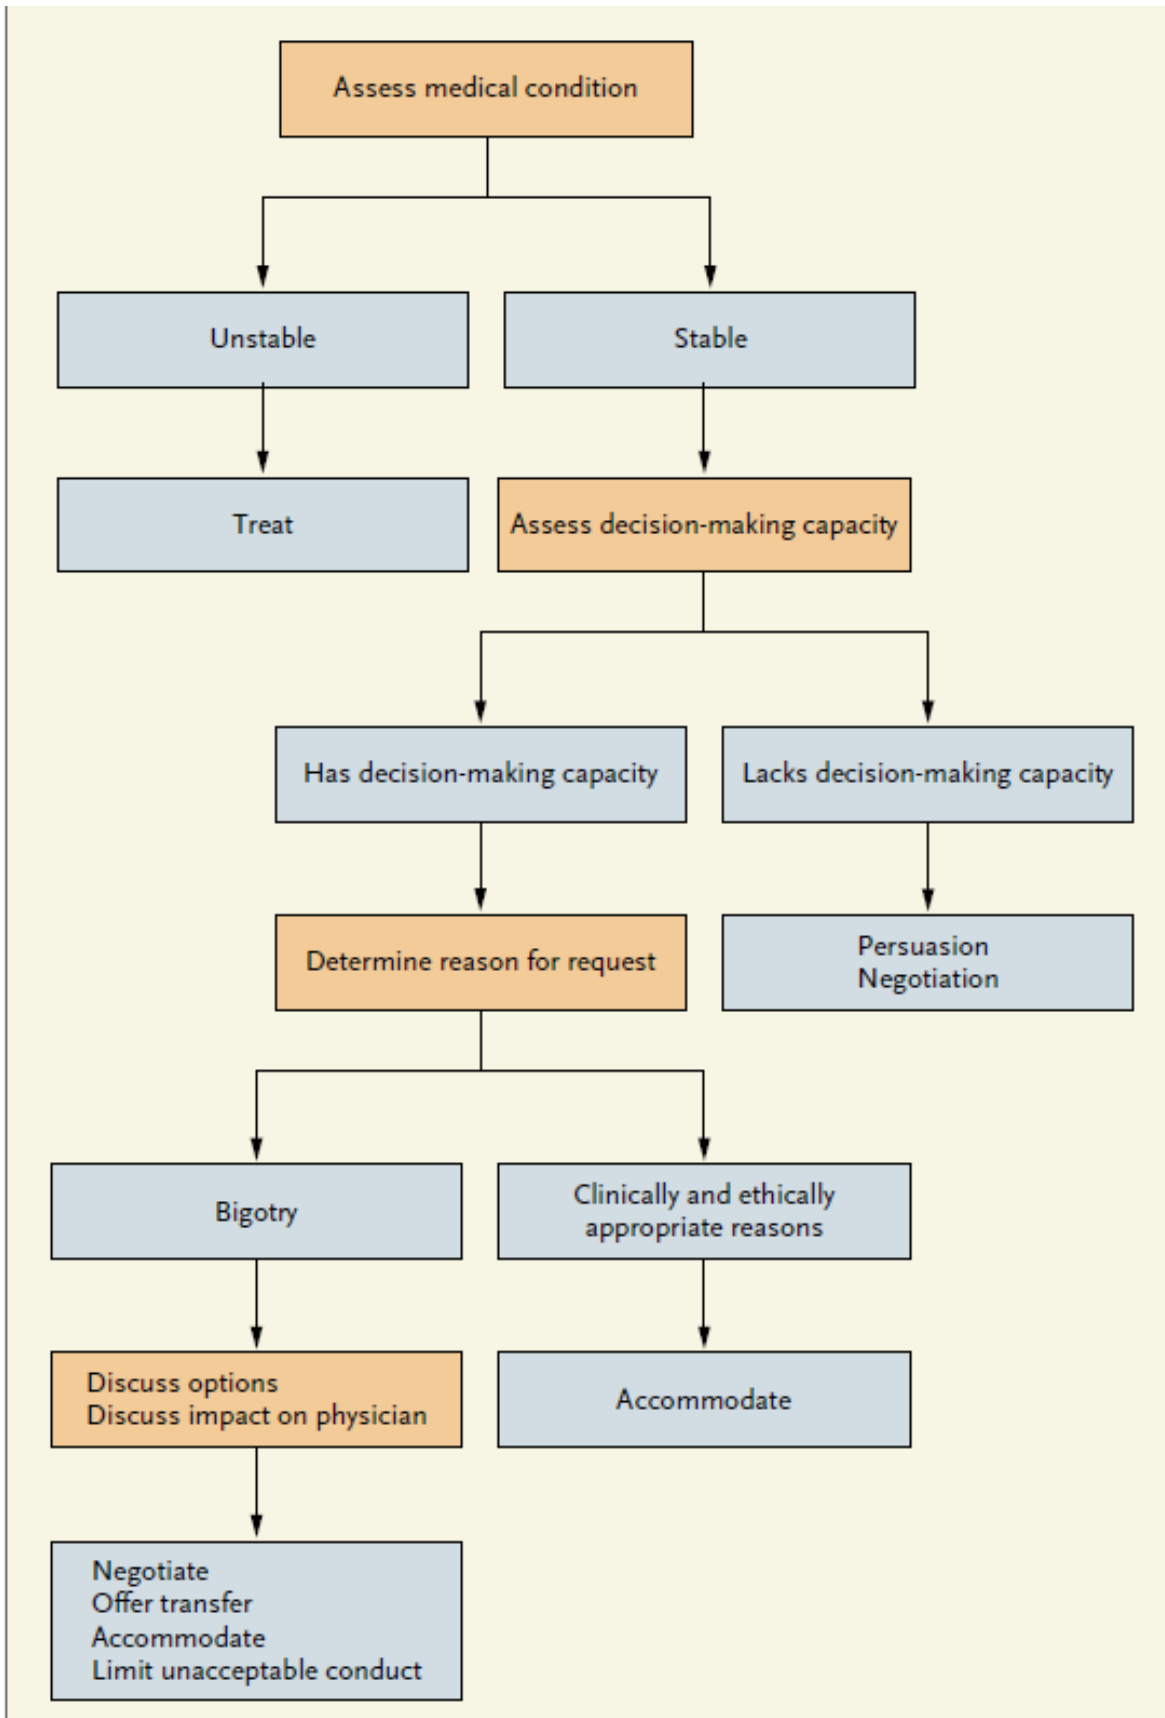 Assess medical condition
Unstable
Stable
Treat
Assess decision-making capacity
Has decision-making capacity
Lacks decision-making capacity
Determine reason for request
Persuasion
Negotiation
Bigotry
Clinically and ethically
appropriate reasons
Discuss options
Discuss impact on physician
Accommodate
Negotiate
Offer transfer
Accommodate
Limit unacceptable conduct